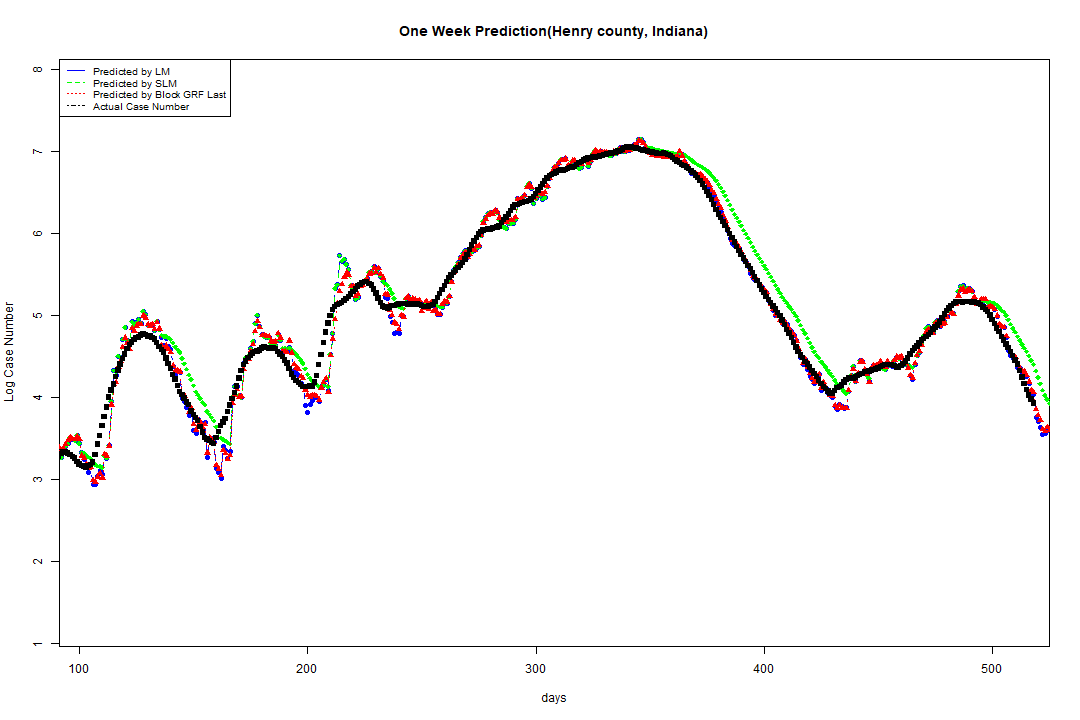 One Week Prediction(Henry county, Indiana)
Predicted by LM
Predicted by SLM
Predicted by Block GRF Last
Actual Case Number
8
7
6
5
4
3
2
1
Log Case Number
100 200 300 400 500
days